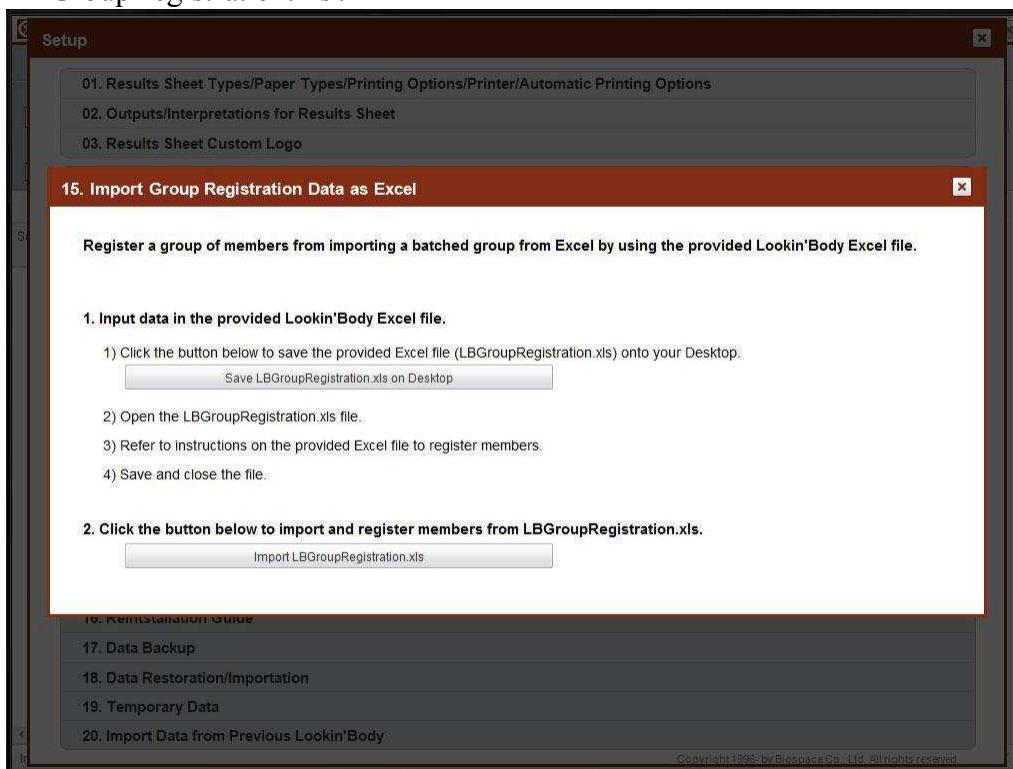 Setup
01. Results Sheet Types/Paper Types/Printing Options/Printer/Automatic Printing Options
02. Outputs/Interpretations for Results Sheet
03. Results Sheet Custom Logo
15. Import Group Registration Data as Excel
Register a group of members from importing a batched group from Excel by using the provided Lookin'Body Excel file.
1. Input data in the provided Lookin'Body Excel file.
1) Click the button below to save the provided Excel file (LBGroupRegistration.xls) onto your Desktop.
Save LBGroupRegistration.xls on Desktop
2) Open the LBGroupRegistration.xls file.
3) Refer to instructions on the provided Excel file to register members.
4) Save and close the file.
2. Click the button below to import and register members from LBGroupRegistration.xls.
Import LBGroupRegistration.xls
17. Data Backup
18. Data Restoration/Importation
19. Temporary Data
20. Import Data from Previous Lookin'Body
Copyright 1996- by Biospace Co., Ltd. All rights reserved.